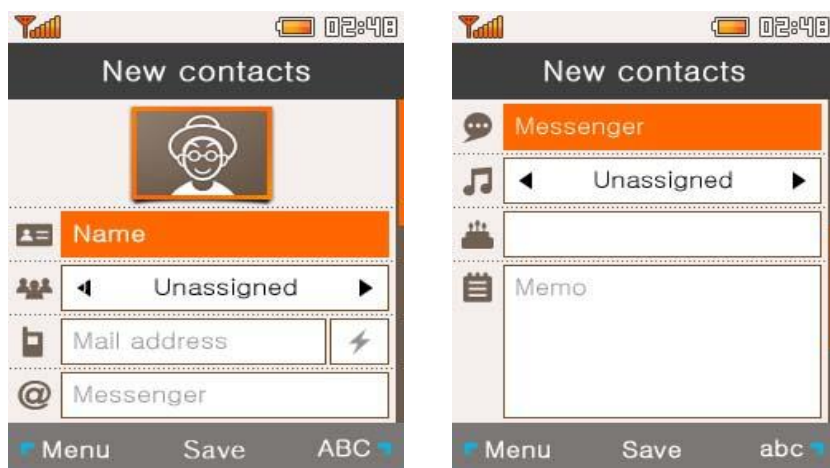 02:48
New contacts
Name
Unassigned
Mail address
Messenger
Menu Save ABC
02:48
New contacts
Messenger
Unassigned
Memo
Menu Save abc